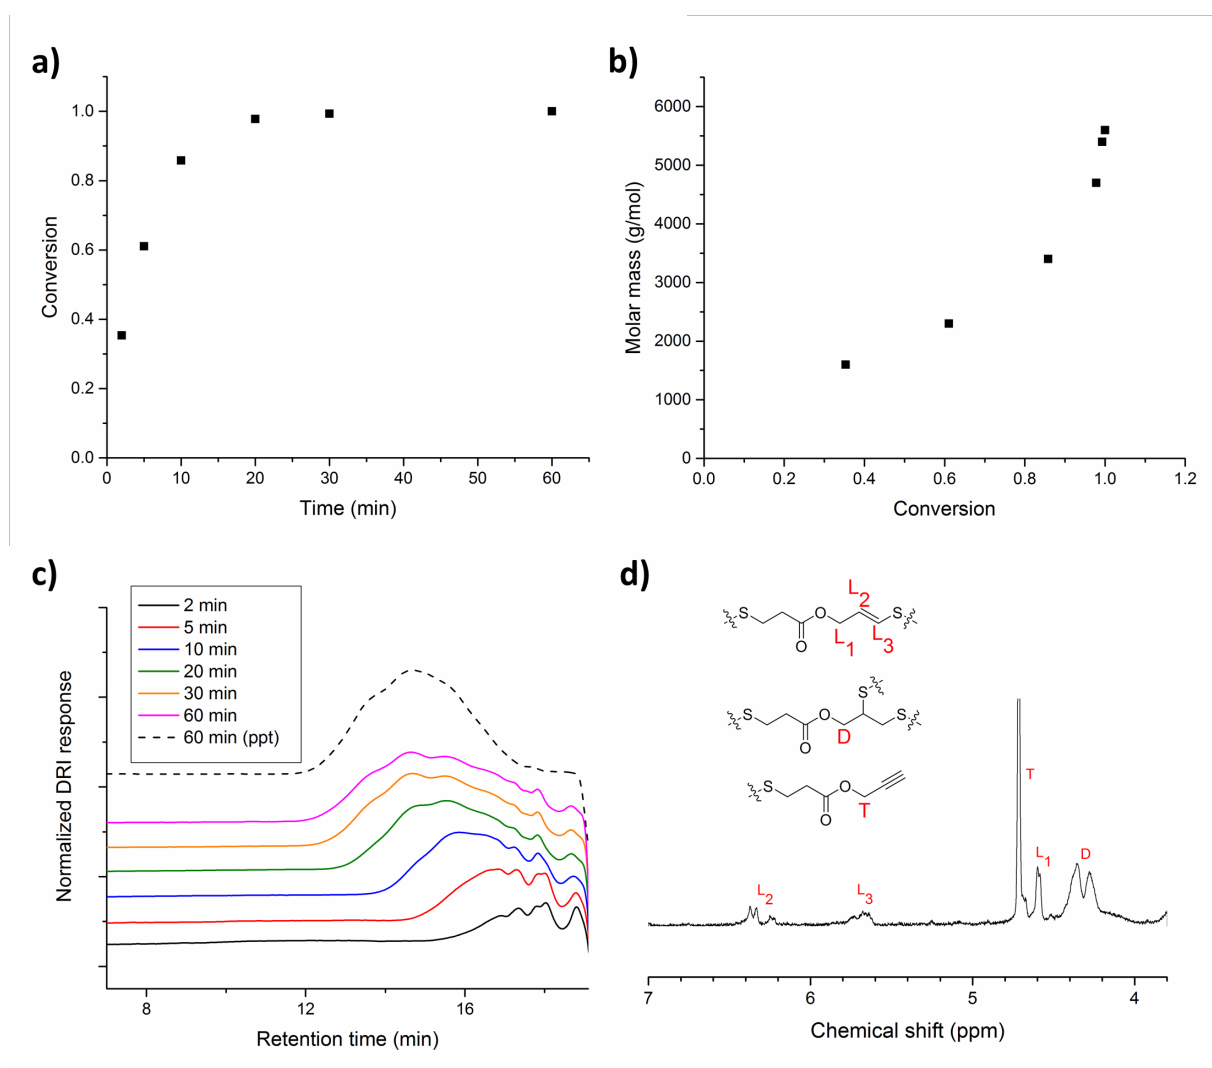 a)
1.0
0.8
0.6
0.4
0.2
0.0
Conversion
0 10 20 30 40 50 60
Time (min)
b)
6000
5000
4000
3000
2000
1000
0
Molar mass (g/mol)
0.0 0.2 0.4 0.6 0.8 1.0 1.2
Conversion
c)
2 min
5 min
10 min
20 min
30 min
60 min
60 min (ppt)
Normalized DRI response
8 12 16
Retention time (min)
d)
L2
S O S
L1 L3
O
S
S O S
D
O
S O
T
O
T
L1 D
L2 L3
7 6 5 4
Chemical shift (ppm)